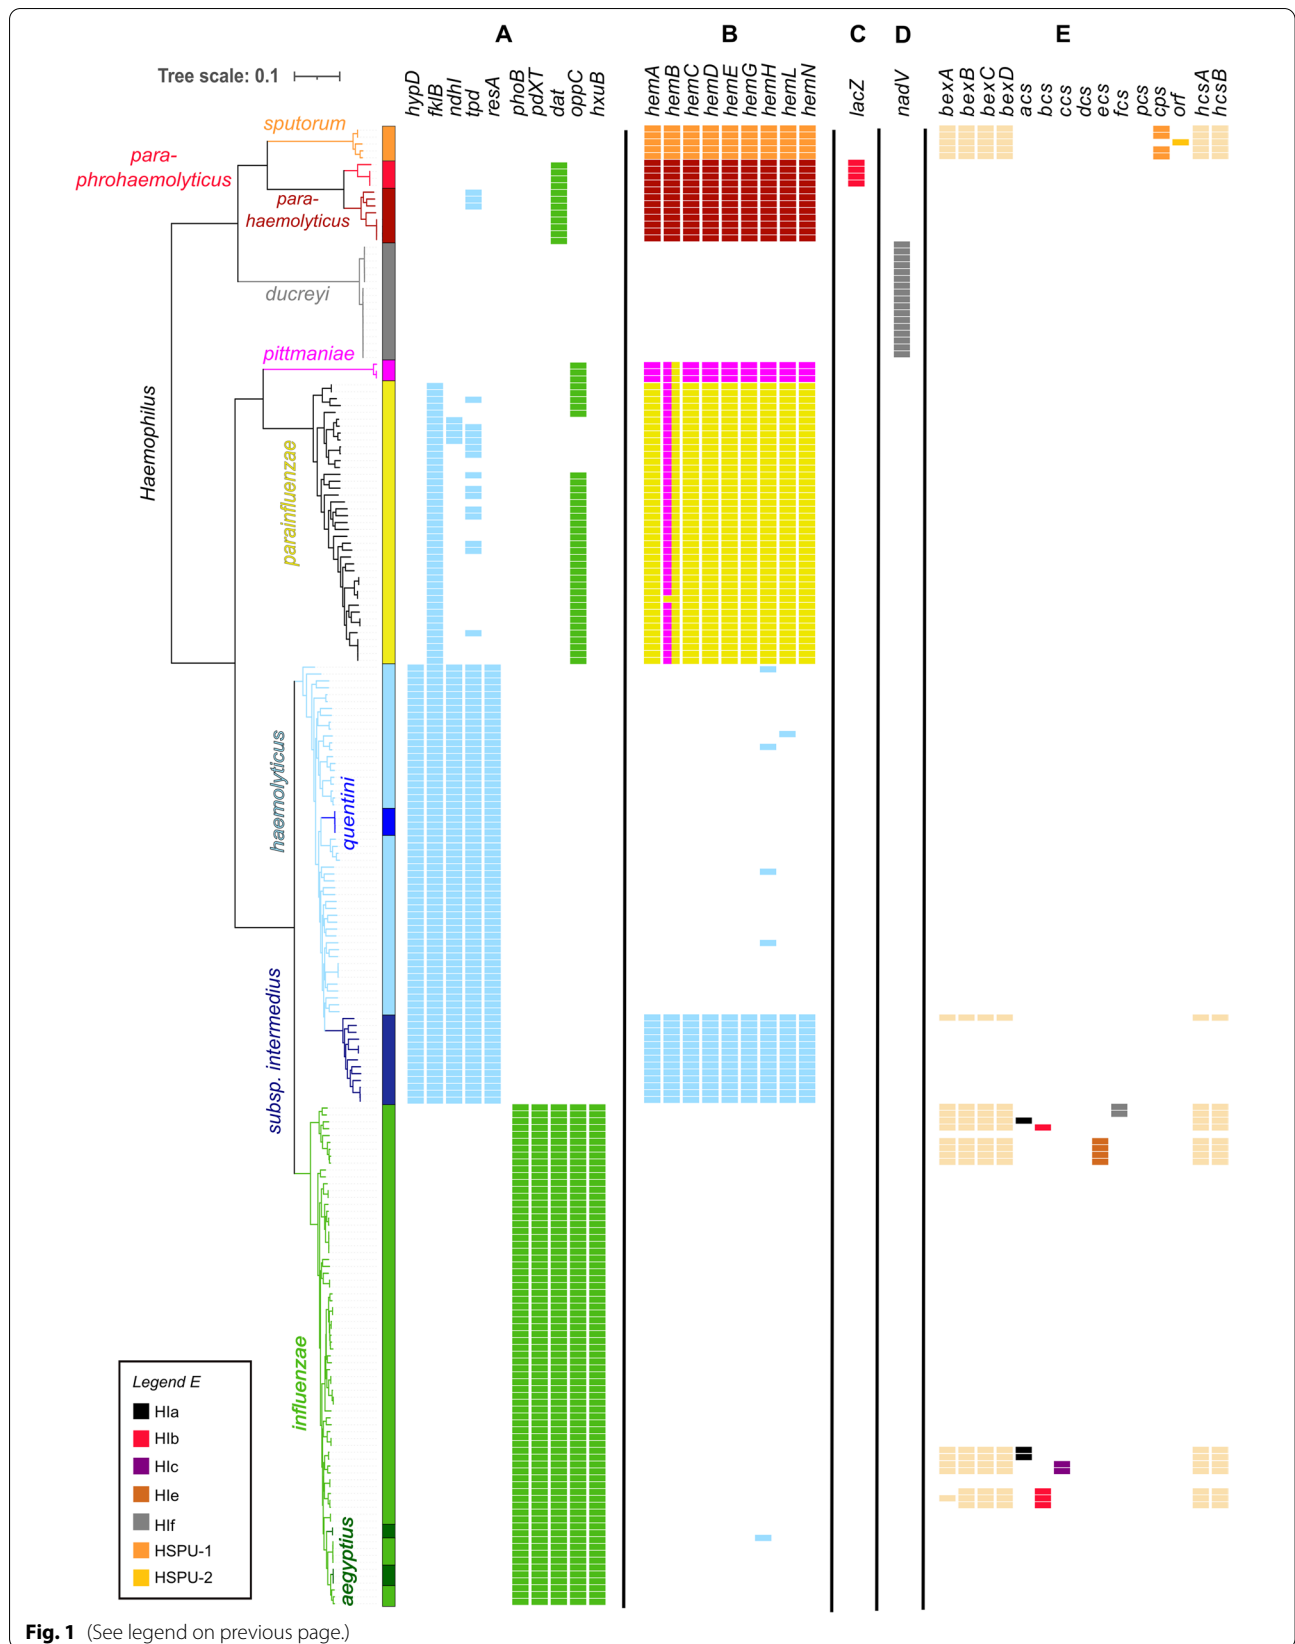 A B C D E
Tree scale: 0.1
hypD fklB ndhI tpd resA phoB pdXT dat oppC hxuB
hemA hemB hemC hemD hemE hemG hemH hemL hemN
lacZ
nadV
bexA bexB bexC bexD acs bcs ccs dcs ecs fcs pcs cps orf hcsA hcsB
sputorum
para-
phrohaemolyticus
para-
haemolyticus
ducreyi
pittmaniae
Haemophilus
parainfluenzae
haemolyticus
quentini
subsp. intermedius
influenzae
aegyptius
Legend E
HIa
HIb
HIc
HIe
HIf
HSPU-1
HSPU-2
Fig. 1 (See legend on previous page.)